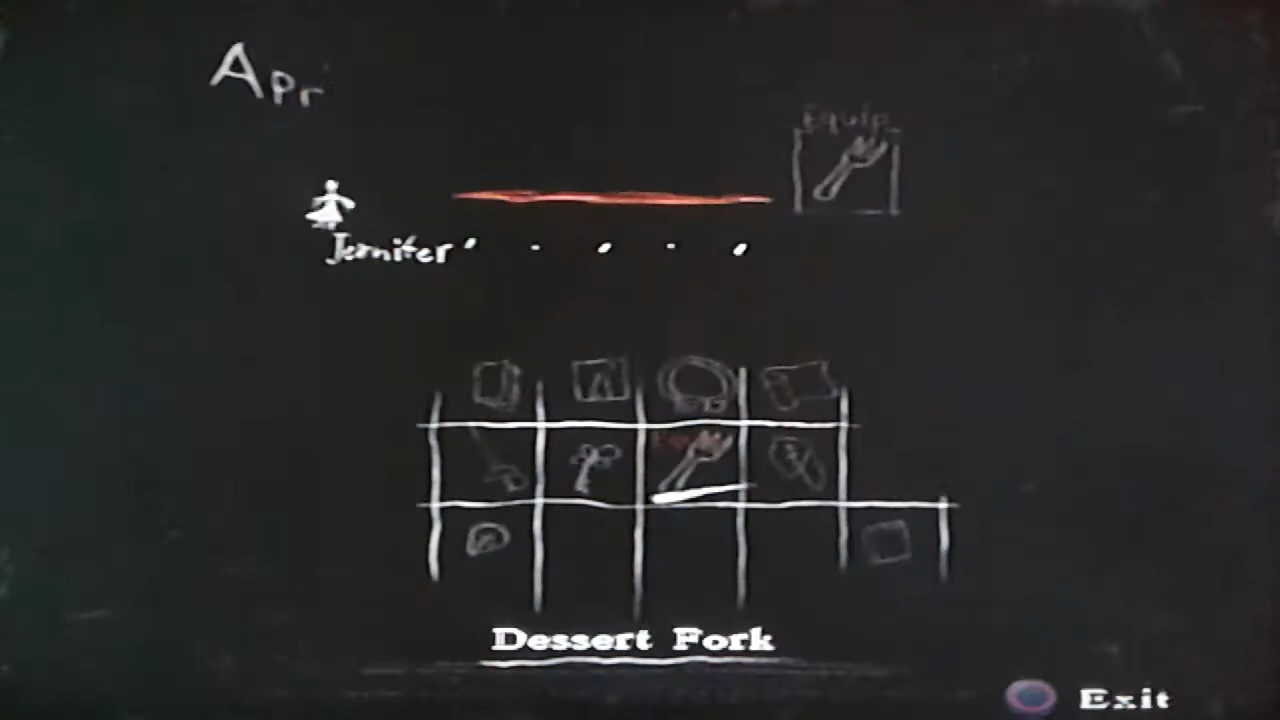 Apr
Equip
Jennifer
Equip
Dessert Fork
Exit